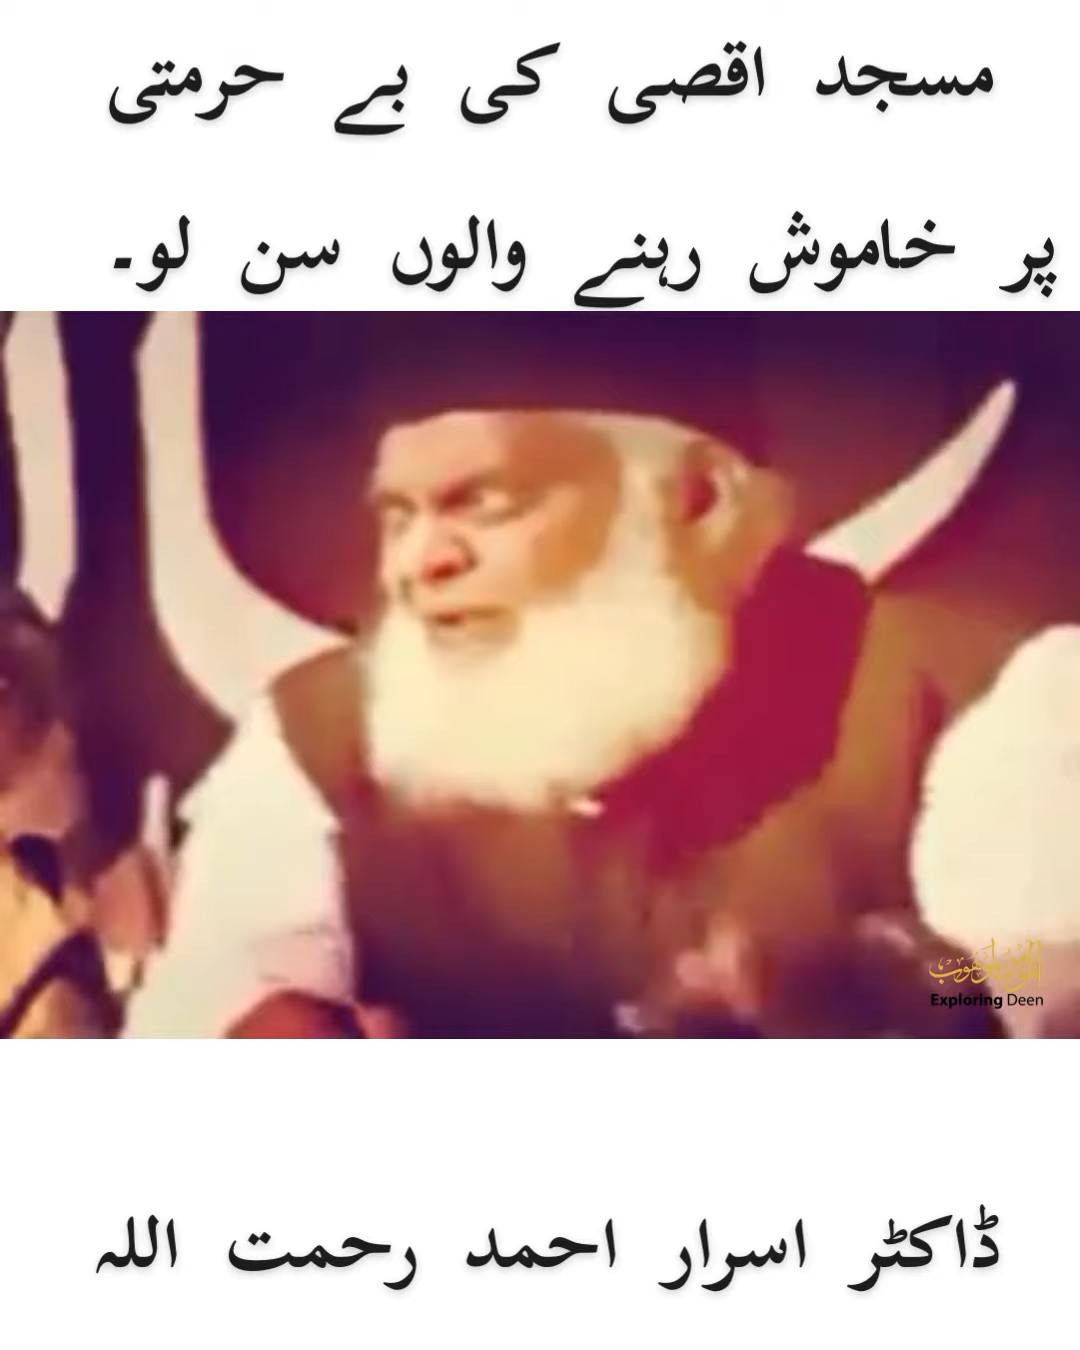 مسجد اقصی کی بے حرمتی
پر خاموش رہنے والوں سن لو۔
Exploring Deen
ڈاکٹر اسرار احمد رحمت اللہ